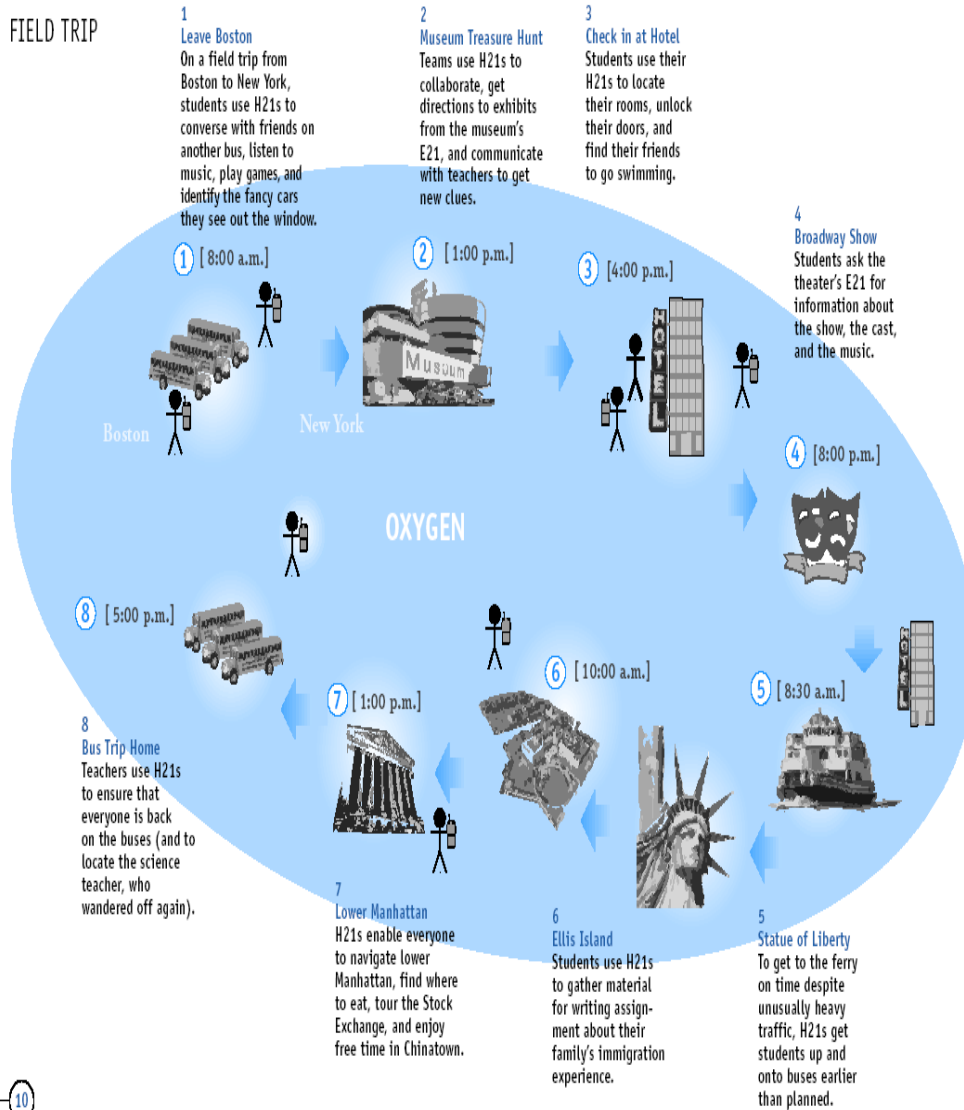 FIELD TRIP
1
Leave Boston
On a field trip from
Boston to New York,
students use H21s to
converse with friends on
another bus, listen to
music, play games, and
identify the fancy cars
they see out the window.
2
Museum Treasure Hunt
Teams use H21s to
collaborate, get
directions to exhibits
from the museum's
E21, and communicate
with teachers to get
new clues.
3
Check in at Hotel
Students use their
H21s to locate
their rooms, unlock
their doors, and
find their friends
to go swimming.
4
Broadway Show
Students ask the
theater's E21 for
information about
the show, the cast,
and the music.
1 [ 8:00 a.m.]
2 [ 1:00 p.m.]
3 [4:00 p.m.]
Museum
HOTEL
Boston
New York
4 [8:00 p.m.]
OXYGEN
8 [ 5:00 p.m.]
7 [ 1:00 p.m.]
6 [ 10:00 a.m.]
5 [ 8:30 a.m.]
HOTEL
8
Bus Trip Home
Teachers use H21s
to ensure that
everyone is back
on the buses (and to
locate the science
teacher, who
wandered off again).
7
Lower Manhattan
H21s enable everyone
to navigate lower
Manhattan, find where
to eat, tour the Stock
Exchange, and enjoy
free time in Chinatown.
6
Ellis Island
Students use H21s
to gather material
for writing assign-
ment about their
family's immigration
experience.
5
Statue of Liberty
To get to the ferry
on time despite
unusually heavy
traffic, H21s get
students up and
onto buses earlier
than planned.
10